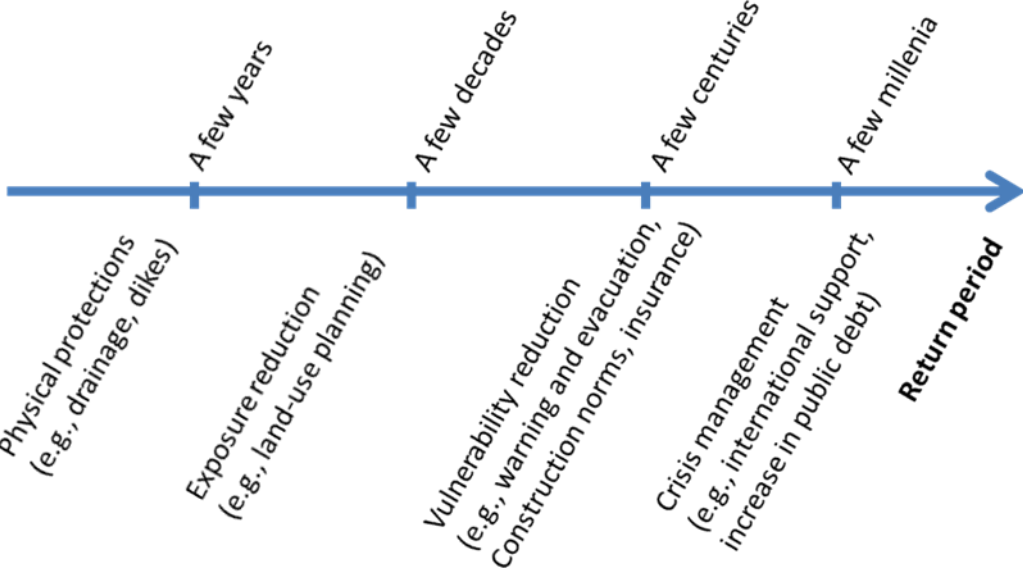 A few years
A few decades
A few centuries
A few millenia
Physical protections
(e.g., drainage, dikes)
Exposure reduction
(e.g., land-use planning)
Vulnerability reduction
(e.g., warning and evacuation,
Construction norms, insurance)
Crisis management
(e.g., international support,
increase in public debt)
Return period